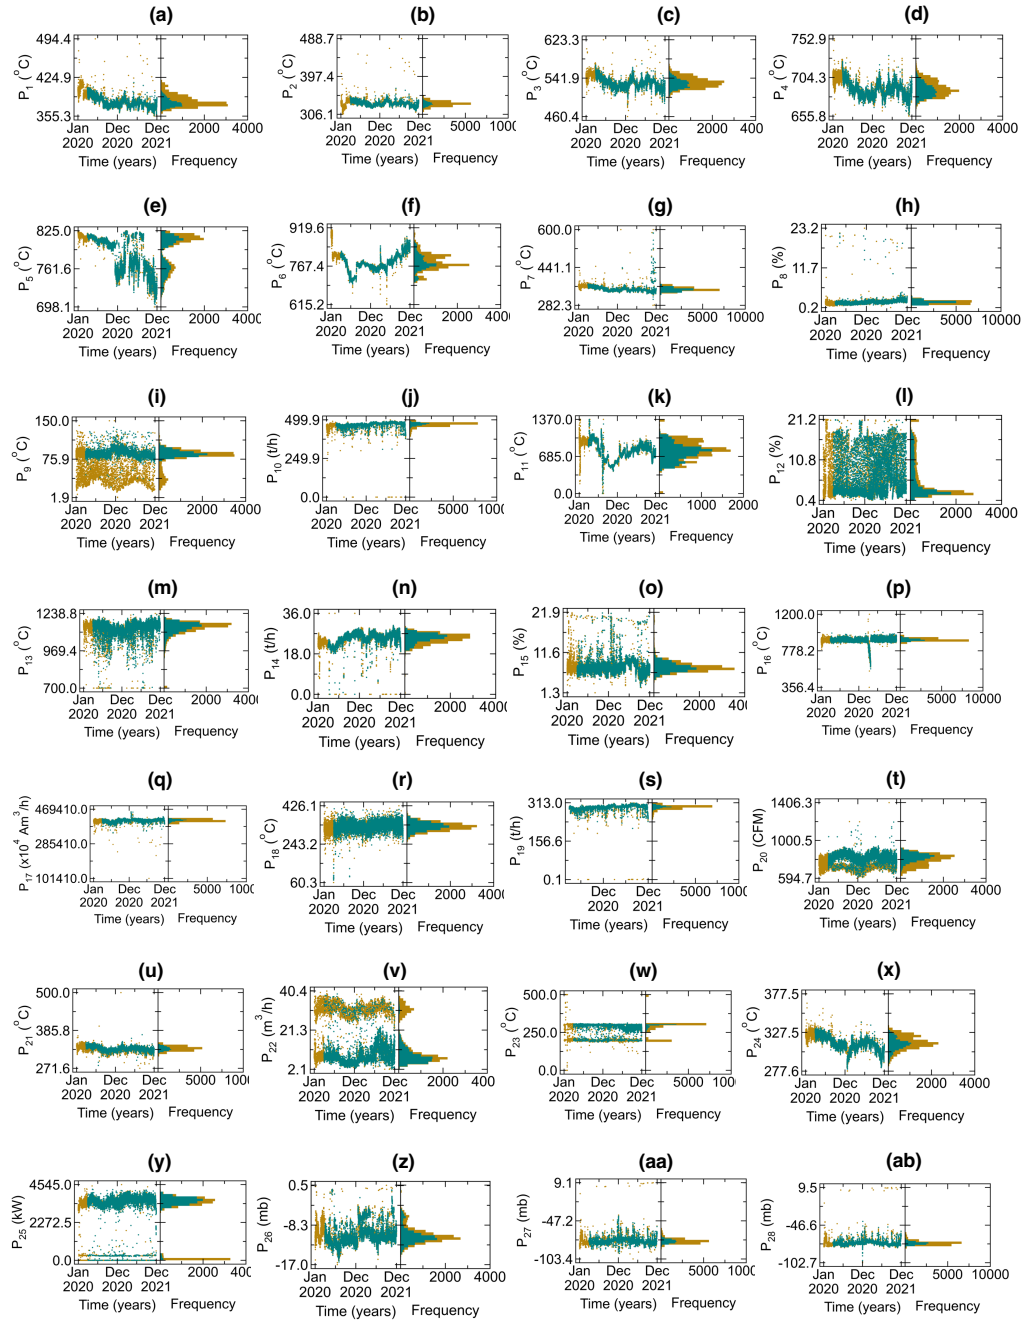 (a) (b) (c) (d)
494.4 424.9 355.3 P1 (°C) Jan 2020 Dec 2020 Dec 2021 2000 4000 Time (years) Frequency
488.7 397.4 306.1 P2 (°C) Jan 2020 Dec 2020 Dec 2021 5000 Time (years) Frequency
623.3 541.9 460.4 P3 (°C) Jan 2020 Dec 2020 Dec 2021 2000 4000 Time (years) Frequency
752.9 704.3 655.8 P4 (°C) Jan 2020 Dec 2020 Dec 2021 2000 4000 Time (years) Frequency
(e) (f) (g) (h)
825.0 761.6 698.1 P5 (°C) Jan 2020 Dec 2020 Dec 2021 2000 Time (years) Frequency
919.6 767.4 615.2 P6 (°C) Jan 2020 Dec 2020 Dec 2021 2000 Time (years) Frequency
600.0 441.1 282.3 P7 (°C) Jan 2020 Dec 2020 Dec 2021 5000 10000 Time (years) Frequency
23.2 11.7 0.2 P8 (%) Jan 2020 Dec 2020 Dec 2021 5000 10000 Time (years) Frequency
(i) (j) (k) (l)
150.0 75.9 1.9 P9 (°C) Jan 2020 Dec 2020 Dec 2021 2000 4000 Time (years) Frequency
499.9 249.9 0.0 P10 (t/h) Jan 2020 Dec 2020 Dec 2021 5000 Time (years) Frequency
1370.0 685.0 0.0 P11 (°C) Jan 2020 Dec 2020 Dec 2021 1000 2000 Time (years) Frequency
21.2 10.8 0.4 P12 (%) Jan 2020 Dec 2020 Dec 2021 2000 4000 Time (years) Frequency
(m) (n) (o) (p)
1238.8 969.4 700.0 P13 (°C) Jan 2020 Dec 2020 Dec 2021 2000 Time (years) Frequency
36.0 18.0 0.0 P14 (t/h) Jan 2020 Dec 2020 Dec 2021 2000 4000 Time (years) Frequency
21.9 11.6 1.3 P15 (%) Jan 2020 Dec 2020 Dec 2021 2000 4000 Time (years) Frequency
1200.0 778.2 356.4 P16 (°C) Jan 2020 Dec 2020 Dec 2021 5000 10000 Time (years) Frequency
(q) (r) (s) (t)
469410.0 285410.0 101410.0 P17 (x10⁻⁴ Am³/h) Jan 2020 Dec 2020 Dec 2021 5000 Time (years) Frequency
426.1 243.2 60.3 P18 (°C) Jan 2020 Dec 2020 Dec 2021 2000 4000 Time (years) Frequency
313.0 156.6 0.1 P19 (t/h) Dec 2020 Dec 2021 5000 Time (years) Frequency
1406.3 1000.5 594.7 P20 (CFM) Jan 2020 Dec 2020 Dec 2021 2000 4000 Time (years) Frequency
(u) (v) (w) (x)
500.0 385.8 271.6 P21 (°C) Jan 2020 Dec 2020 Dec 2021 5000 Time (years) Frequency
40.4 21.3 2.1 P22 (m³/h) Jan 2020 Dec 2020 Dec 2021 2000 4000 Time (years) Frequency
500.0 250.0 0.0 P23 (°C) Jan 2020 Dec 2020 Dec 2021 5000 Time (years) Frequency
377.5 327.5 277.6 P24 (°C) Jan 2020 Dec 2020 Dec 2021 2000 4000 Time (years) Frequency
(y) (z) (aa) (ab)
4545.0 2272.5 0.0 P25 (kW) Jan 2020 Dec 2020 Dec 2021 2000 Time (years) Frequency
0.5 -8.3 -17.0 P26 (mb) Jan 2020 Dec 2020 Dec 2021 2000 4000 Time (years) Frequency
9.1 -47.2 -103.4 P27 (mb) Jan 2020 Dec 2020 Dec 2021 5000 Time (years) Frequency
9.5 -46.6 -102.7 P28 (mb) Jan 2020 Dec 2020 Dec 2021 5000 10000 Time (years) Frequency